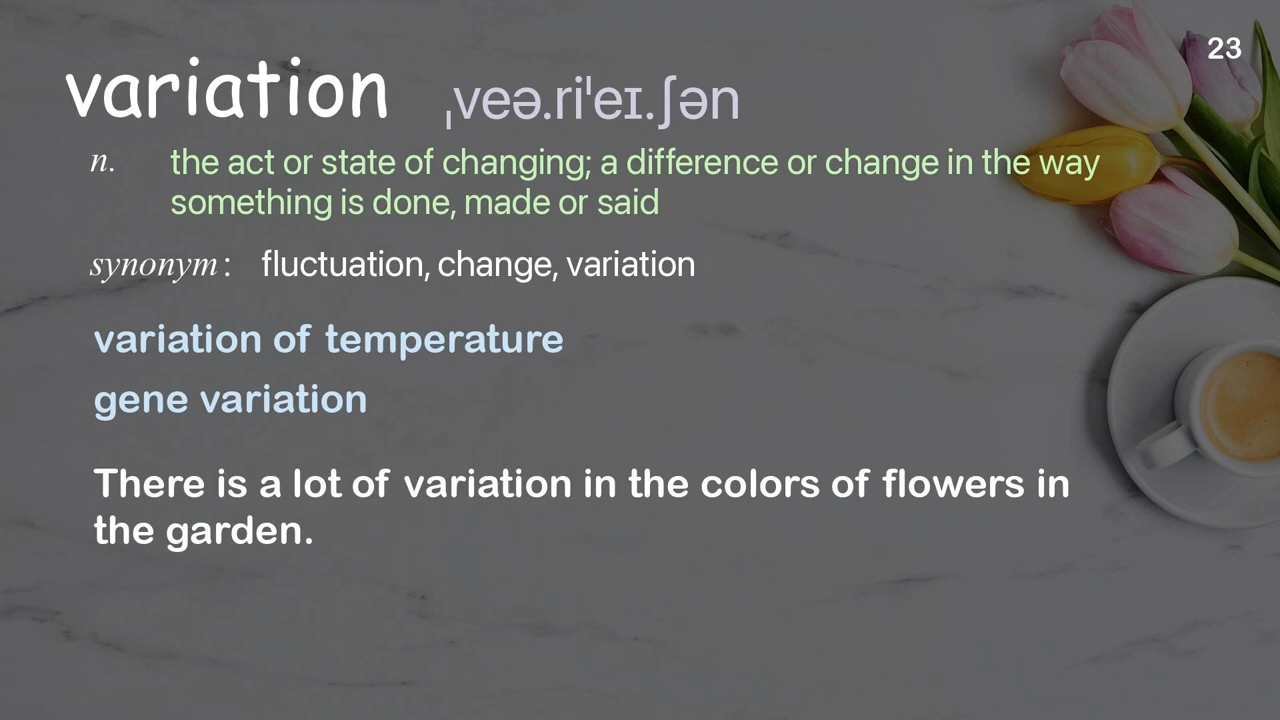 23
variation ˌveə.riˈeɪ.ʃən
n. the act or state of changing; a difference or change in the way
something is done, made or said
synonym: fluctuation, change, variation
variation of temperature
gene variation
There is a lot of variation in the colors of flowers in
the garden.